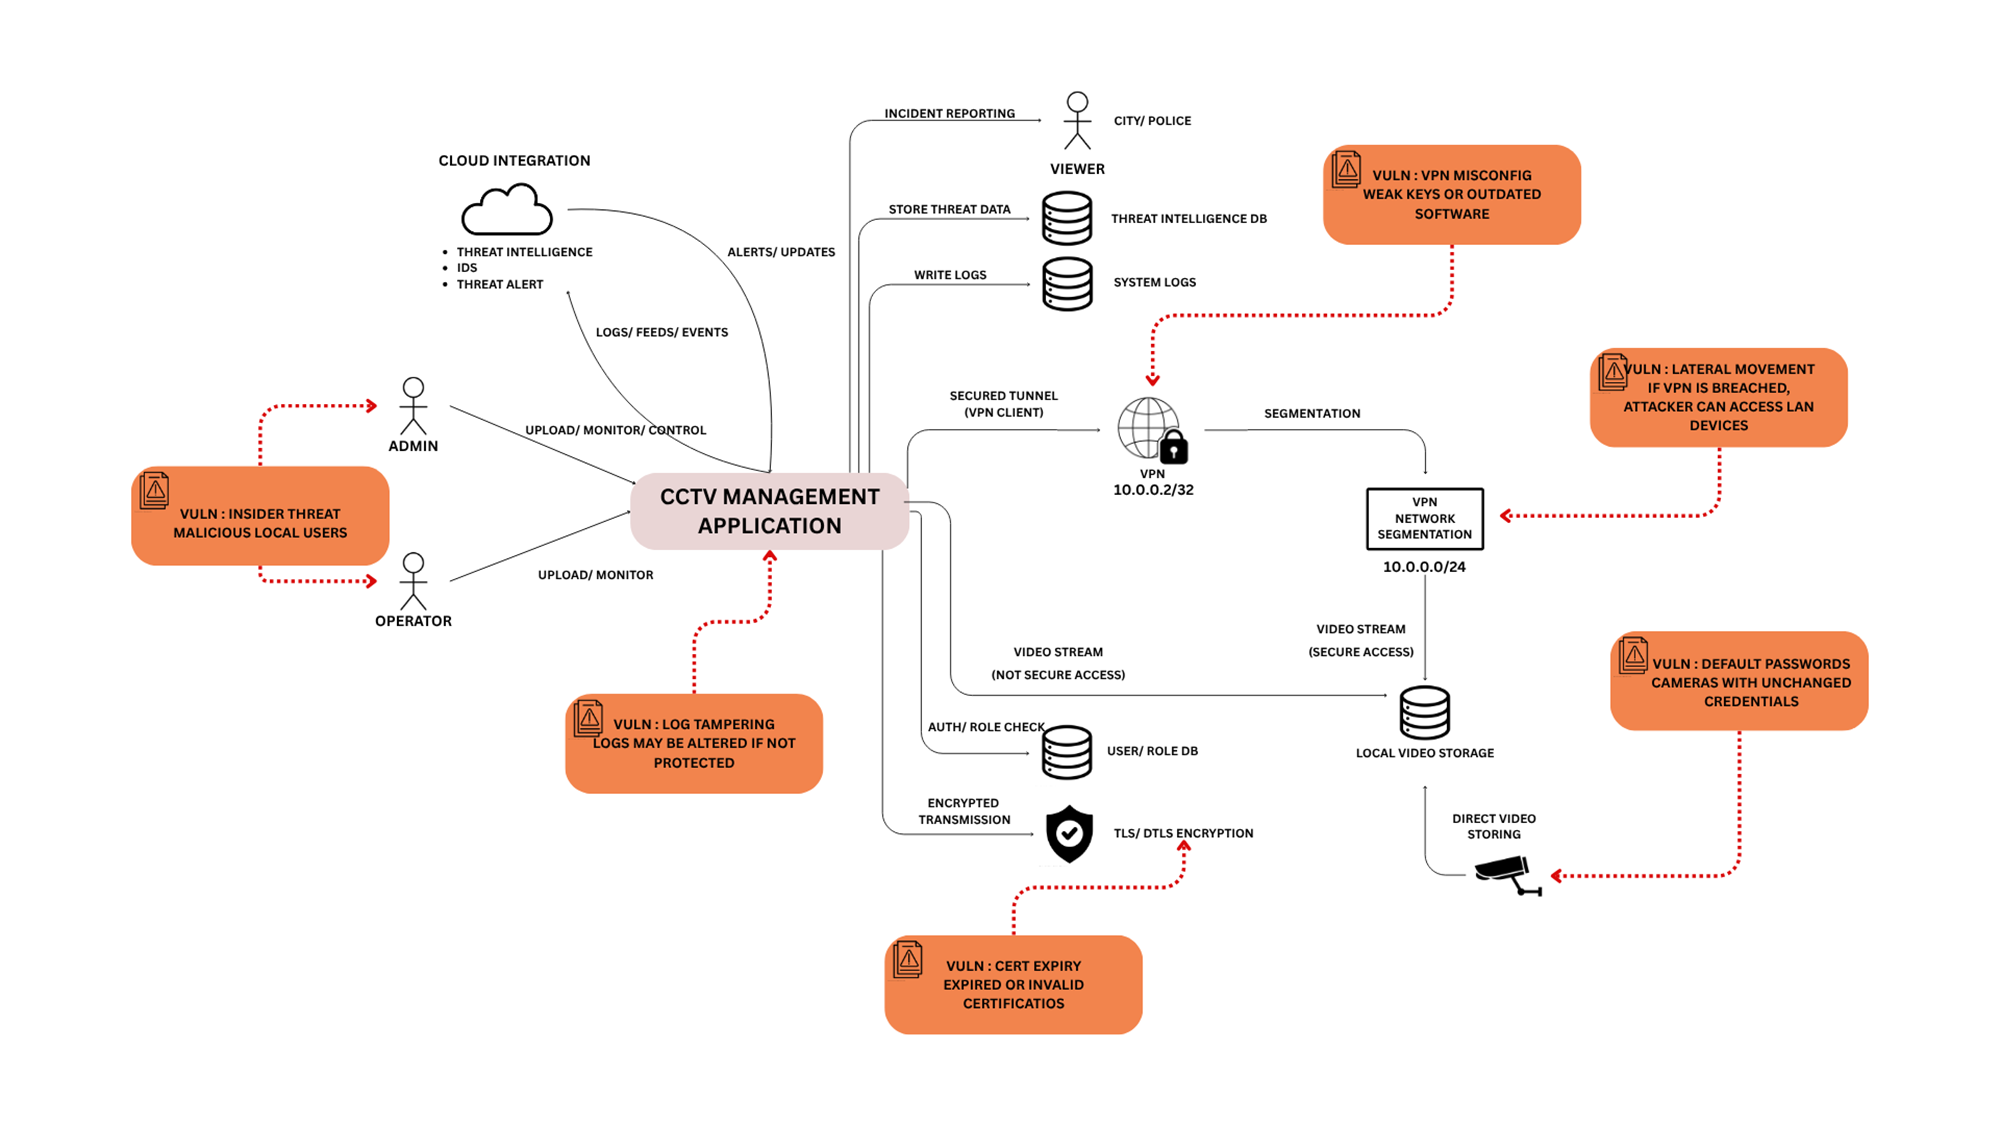 INCIDENT REPORTING
CITY/ POLICE
VIEWER
CLOUD INTEGRATION
THREAT INTELLIGENCE
IDS
THREAT ALERT
ALERTS/ UPDATES
LOGS/ FEEDS/ EVENTS
STORE THREAT DATA
THREAT INTELLIGENCE DB
WRITE LOGS
SYSTEM LOGS
VULN : VPN MISCONFIG
WEAK KEYS OR OUTDATED
SOFTWARE
VULN : LATERAL MOVEMENT
IF VPN IS BREACHED,
ATTACKER CAN ACCESS LAN
DEVICES
SECURED TUNNEL
(VPN CLIENT)
SEGMENTATION
VPN
10.0.0.2/32
VPN
NETWORK
SEGMENTATION
10.0.0.0/24
ADMIN
UPLOAD/ MONITOR/ CONTROL
VULN : INSIDER THREAT
MALICIOUS LOCAL USERS
CCTV MANAGEMENT
APPLICATION
UPLOAD/ MONITOR
OPERATOR
VIDEO STREAM
(NOT SECURE ACCESS)
VIDEO STREAM
(SECURE ACCESS)
VULN : DEFAULT PASSWORDS
CAMERAS WITH UNCHANGED
CREDENTIALS
VULN : LOG TAMPERING
LOGS MAY BE ALTERED IF NOT
PROTECTED
AUTH/ ROLE CHECK
USER/ ROLE DB
LOCAL VIDEO STORAGE
ENCRYPTED
TRANSMISSION
TLS/ DTLS ENCRYPTION
DIRECT VIDEO
STORING
VULN : CERT EXPIRY
EXPIRED OR INVALID
CERTIFICATIOS